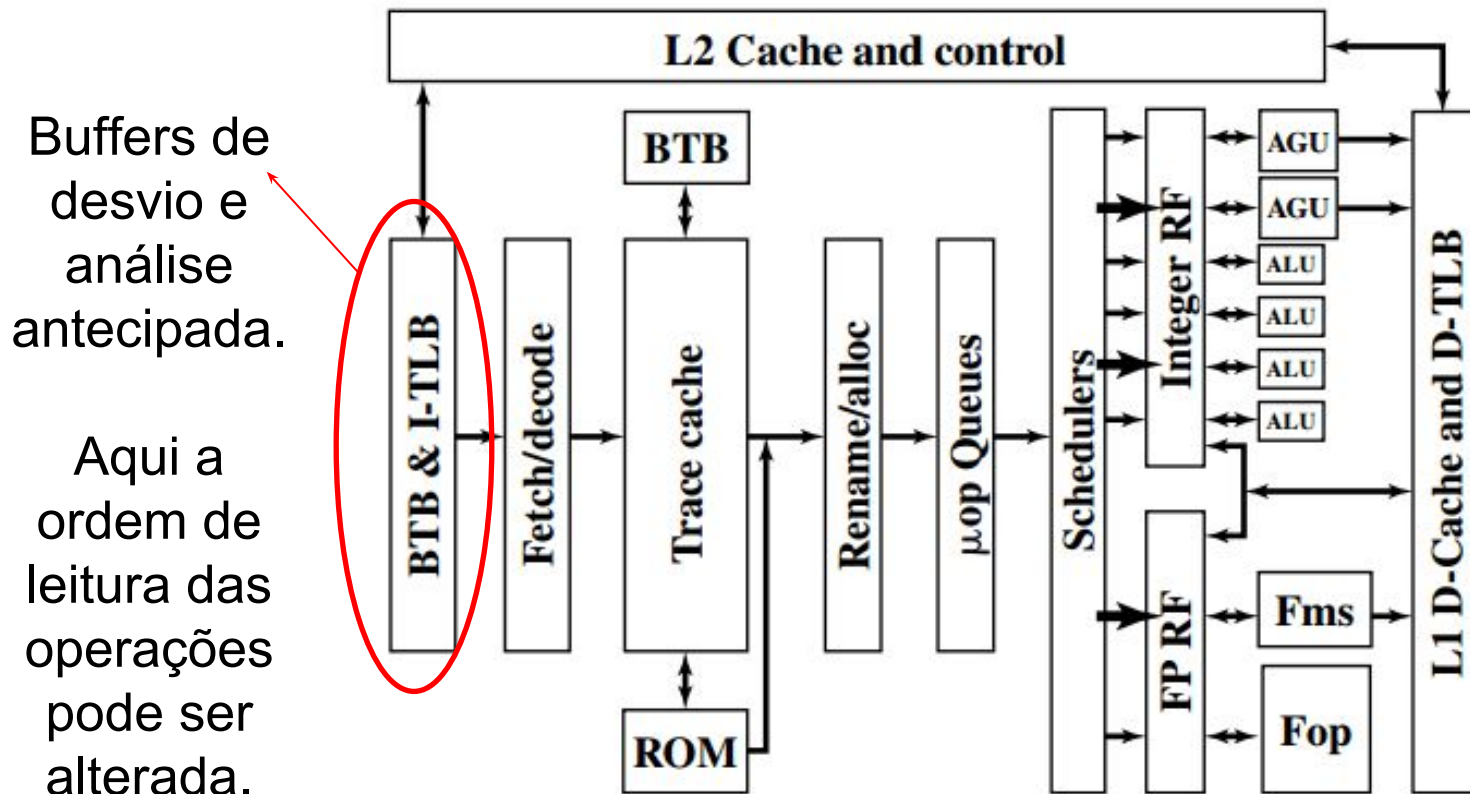 Buffers de
desvio e
análise
antecipada.
Aqui a
ordem de
leitura das
operações
pode ser
alterada.
L2 Cache and control
BTB
BTB & I-TLB
Fetch/decode
Trace cache
ROM
Rename/alloc
μop Queues
Schedulers
Integer RF
FP RF
AGU
AGU
ALU
ALU
ALU
ALU
Fms
Fop
L1 D-Cache and D-TLB